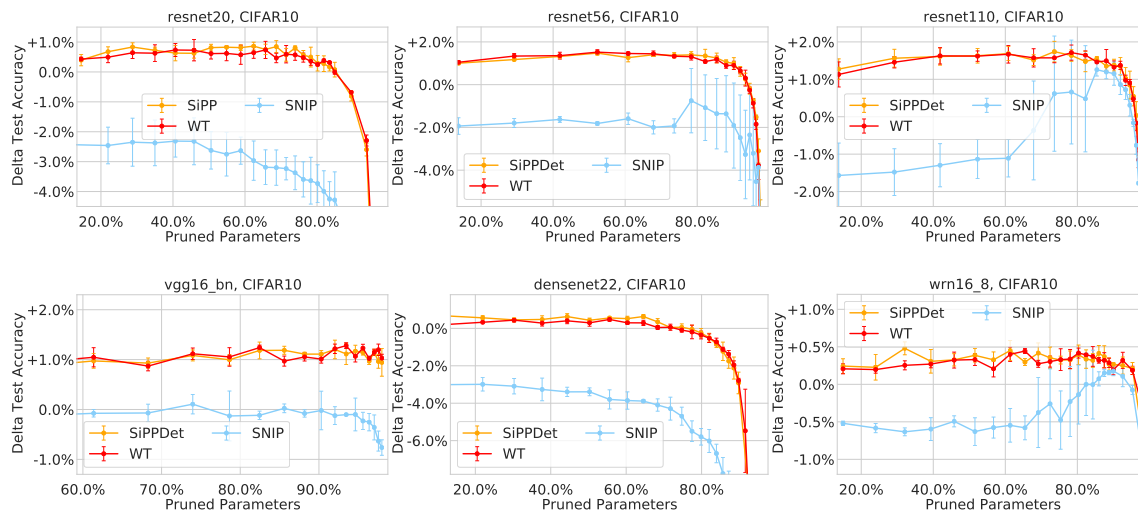 resnet20, CIFAR10
Delta Test Accuracy
+1.0%
0.0%
-1.0%
-2.0%
-3.0%
-4.0%
SiPP
WT
SNIP
20.0% 40.0% 60.0% 80.0%
Pruned Parameters
resnet56, CIFAR10
Delta Test Accuracy
+2.0%
0.0%
-2.0%
-4.0%
SiPPDet
WT
SNIP
20.0% 40.0% 60.0% 80.0%
Pruned Parameters
resnet110, CIFAR10
Delta Test Accuracy
+2.0%
+1.0%
0.0%
-1.0%
-2.0%
SiPPDet
WT
SNIP
20.0% 40.0% 60.0% 80.0%
Pruned Parameters
vgg16_bn, CIFAR10
Delta Test Accuracy
+2.0%
+1.0%
0.0%
-1.0%
SiPPDet
WT
SNIP
60.0% 70.0% 80.0% 90.0%
Pruned Parameters
densenet22, CIFAR10
Delta Test Accuracy
0.0%
-2.0%
-4.0%
-6.0%
SiPPDet
WT
SNIP
20.0% 40.0% 60.0% 80.0%
Pruned Parameters
wrn16_8, CIFAR10
Delta Test Accuracy
+1.0%
+0.5%
0.0%
-0.5%
-1.0%
SiPPDet
WT
SNIP
20.0% 40.0% 60.0% 80.0%
Pruned Parameters